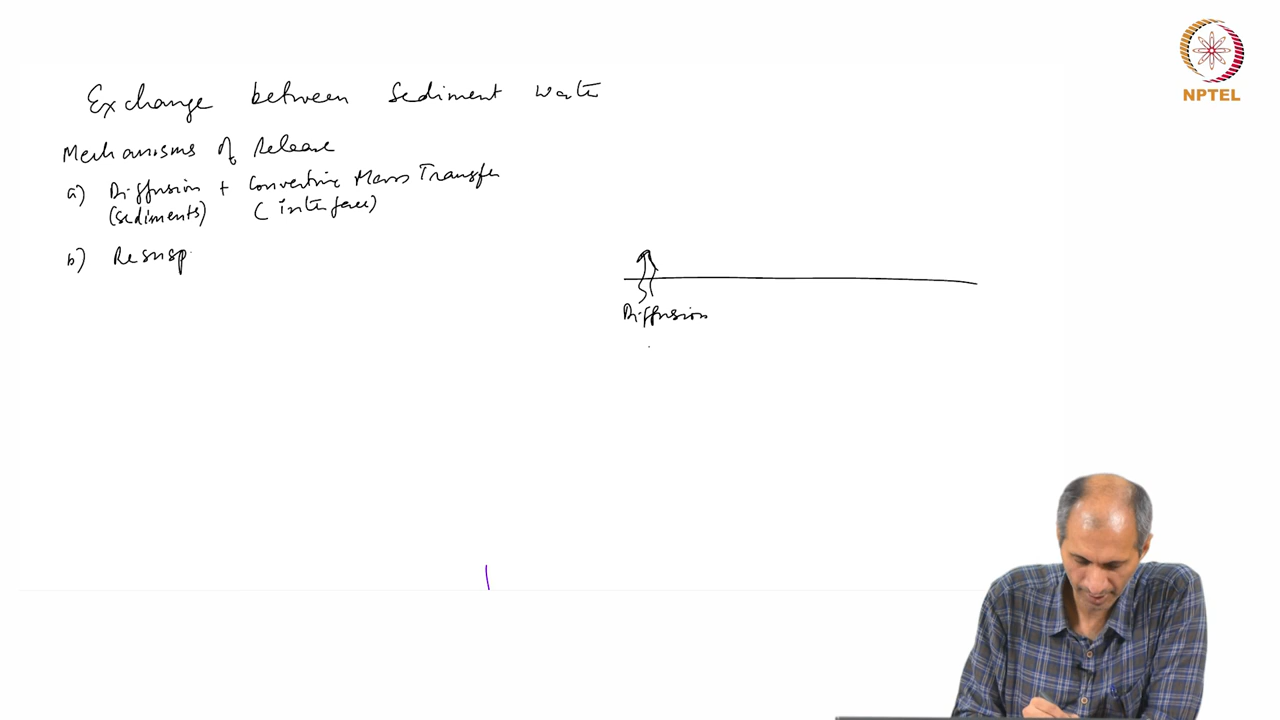 Exchange between Sediment Wate
Mechanisms of Release
a) Diffusion + Convective Mass Transfer
(Sediments) (interface)
b) Resusp
Diffusion
NPTEL